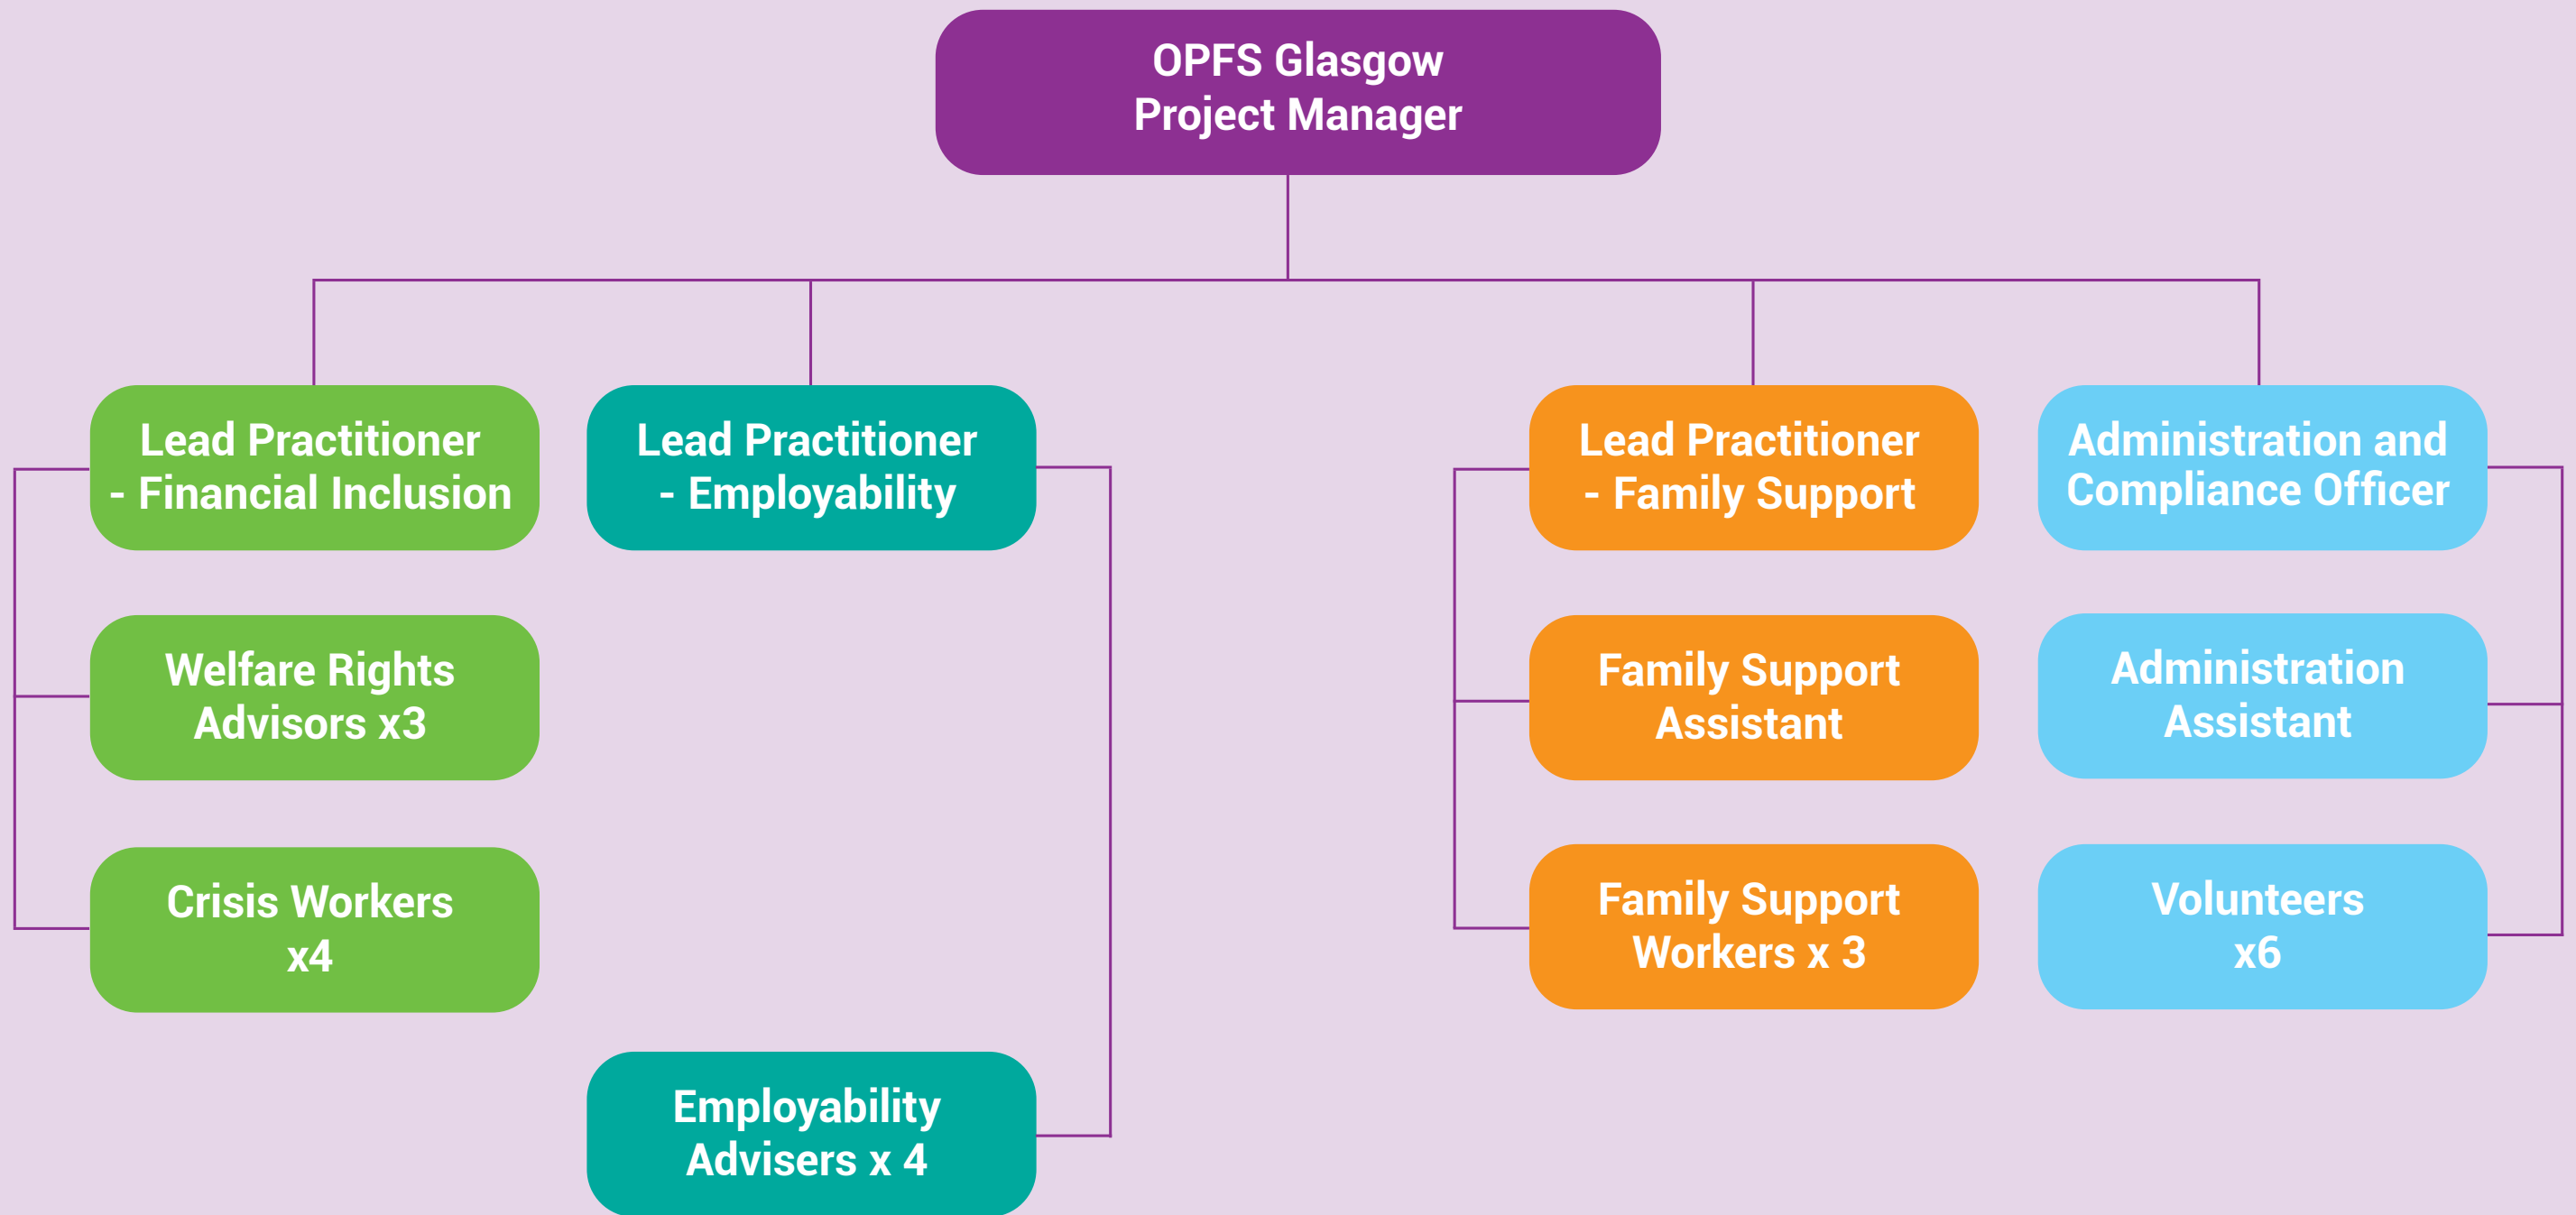 OPFS Glasgow
Project Manager
Lead Practitioner
- Financial Inclusion
Lead Practitioner
- Employability
Lead Practitioner
- Family Support
Administration and
Compliance Officer
Welfare Rights
Advisors x3
Family Support
Assistant
Administration
Assistant
Crisis Workers
x4
Family Support
Workers x 3
Volunteers
x6
Employability
Advisers x 4